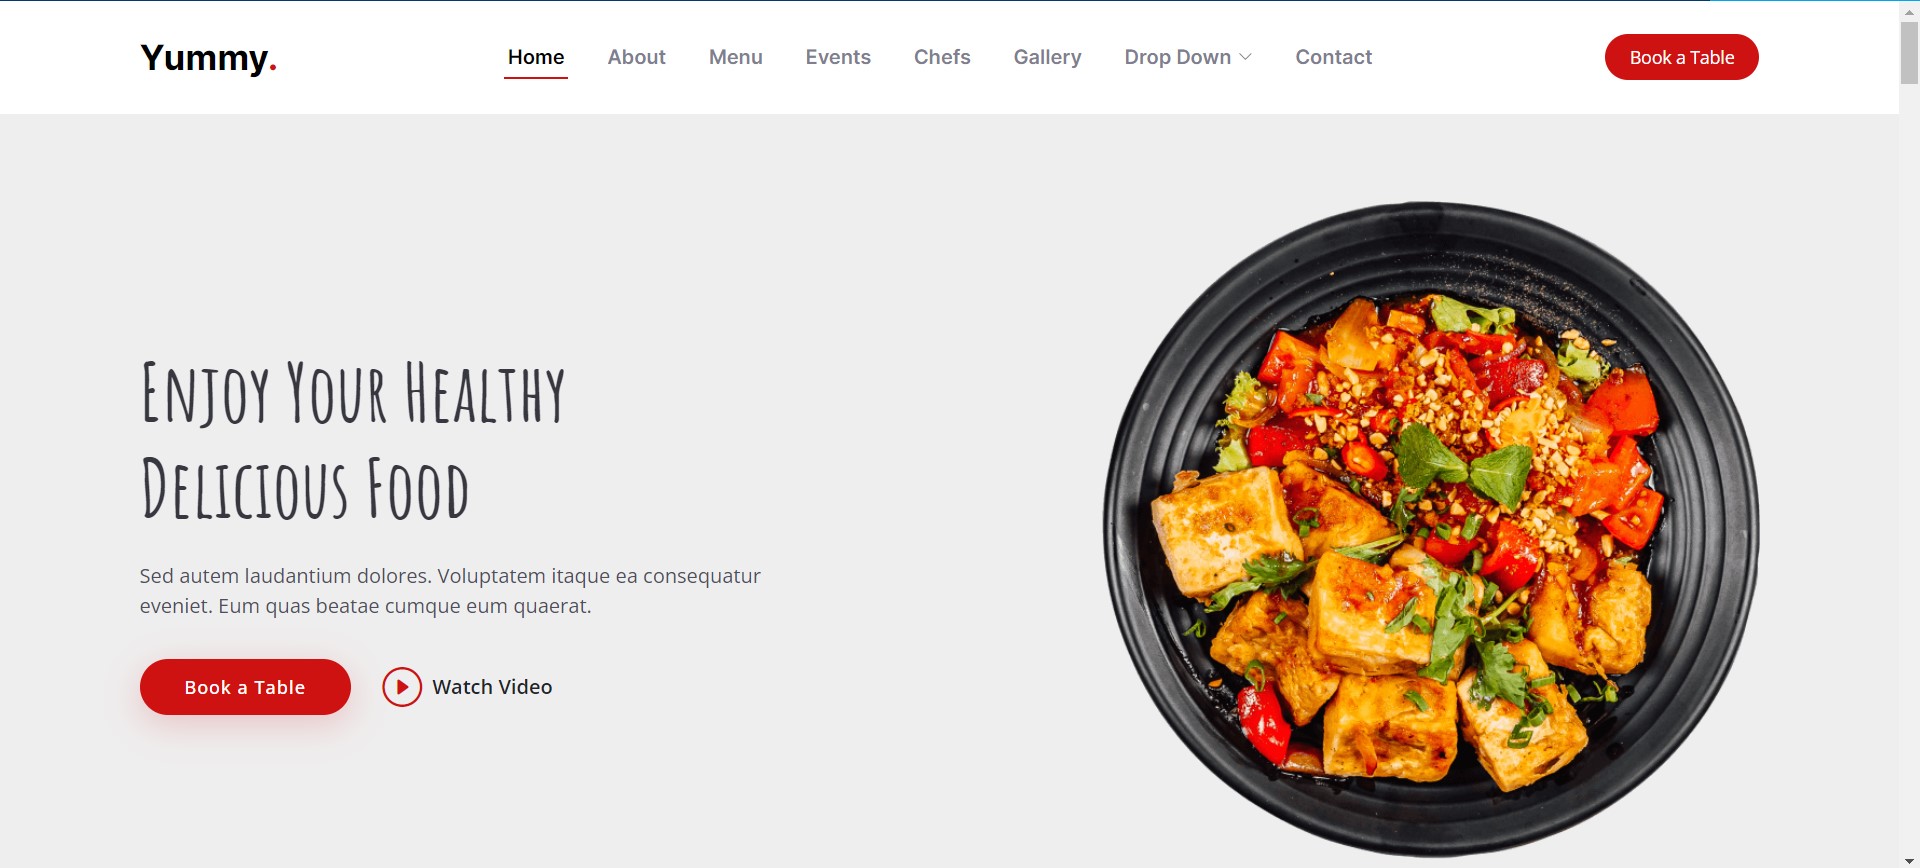 Yummy.
Home About Menu Events Chefs Gallery Drop Down Contact
Book a Table
Enjoy Your Healthy
Delicious Food
Sed autem laudantium dolores. Voluptatem itaque ea consequatur
eveniet. Eum quas beatae cumque eum quaerat.
Book a Table
Watch Video